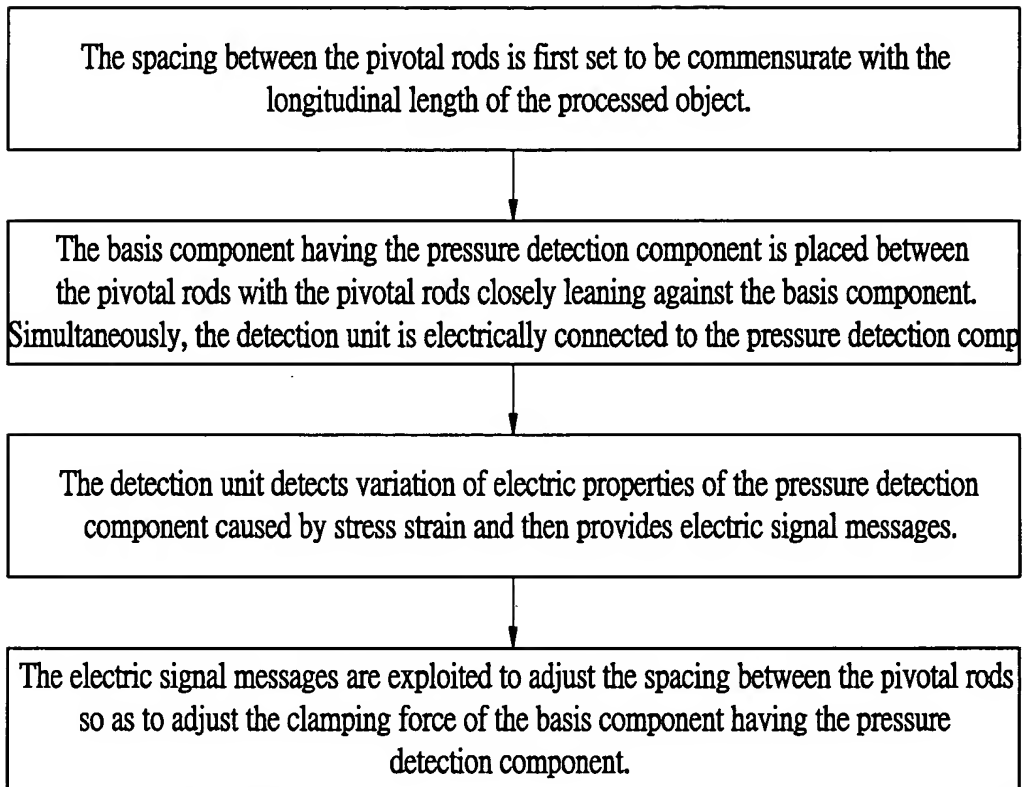 The spacing between the pivotal rods is first set to be commensurate with the
longitudinal length of the processed object.
The basis component having the pressure detection component is placed between
the pivotal rods with the pivotal rods closely leaning against the basis component.
Simultaneously, the detection unit is electrically connected to the pressure detection comp
The detection unit detects variation of electric properties of the pressure detection
component caused by stress strain and then provides electric signal messages.
The electric signal messages are exploited to adjust the spacing between the pivotal rods
so as to adjust the clamping force of the basis component having the pressure
detection component.